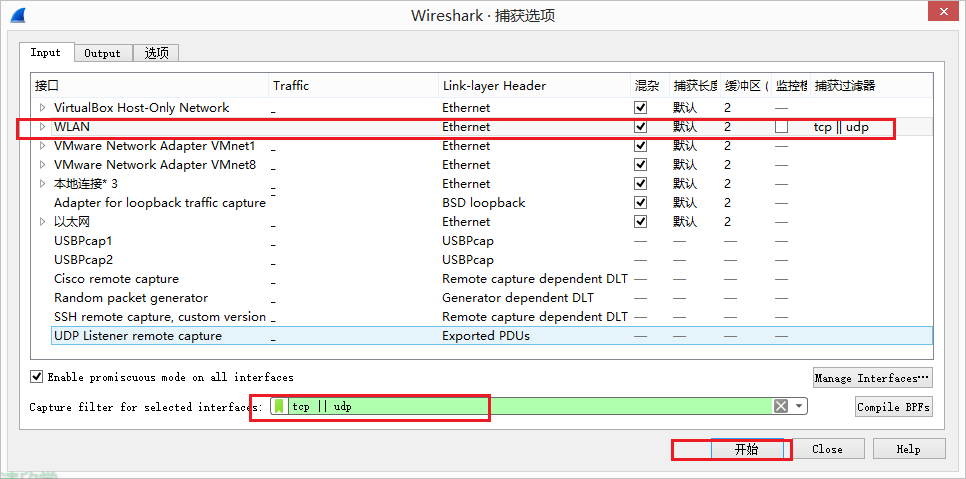 Wireshark · 捕获选项
Input Output 选项
接口 Traffic Link-layer Header 混杂 捕获长度 缓冲区 ( 监控模 捕获过滤器
VirtualBox Host-Only Network _ Ethernet 默认 2 —
WLAN Ethernet 默认 2 tcp || udp
VMware Network Adapter VMnet1 _ Ethernet 默认 2 —
VMware Network Adapter VMnet8 _ Ethernet 默认 2 —
本地连接* 3 _ Ethernet 默认 2 —
Adapter for loopback traffic capture _ BSD loopback 默认 2 —
以太网 _ Ethernet 默认 2 —
USBPcap1 _ USBPcap — — — —
USBPcap2 _ USBPcap — — — —
Cisco remote capture _ Remote capture dependent DLT — — — —
Random packet generator _ Generator dependent DLT — — — —
SSH remote capture, custom version _ Remote capture dependent DLT — — — —
UDP Listener remote capture _ Exported PDUs — — — —
Enable promiscuous mode on all interfaces
Manage Interfaces…
Capture filter for selected interfaces: tcp || udp
Compile BPFs
开始 Close Help